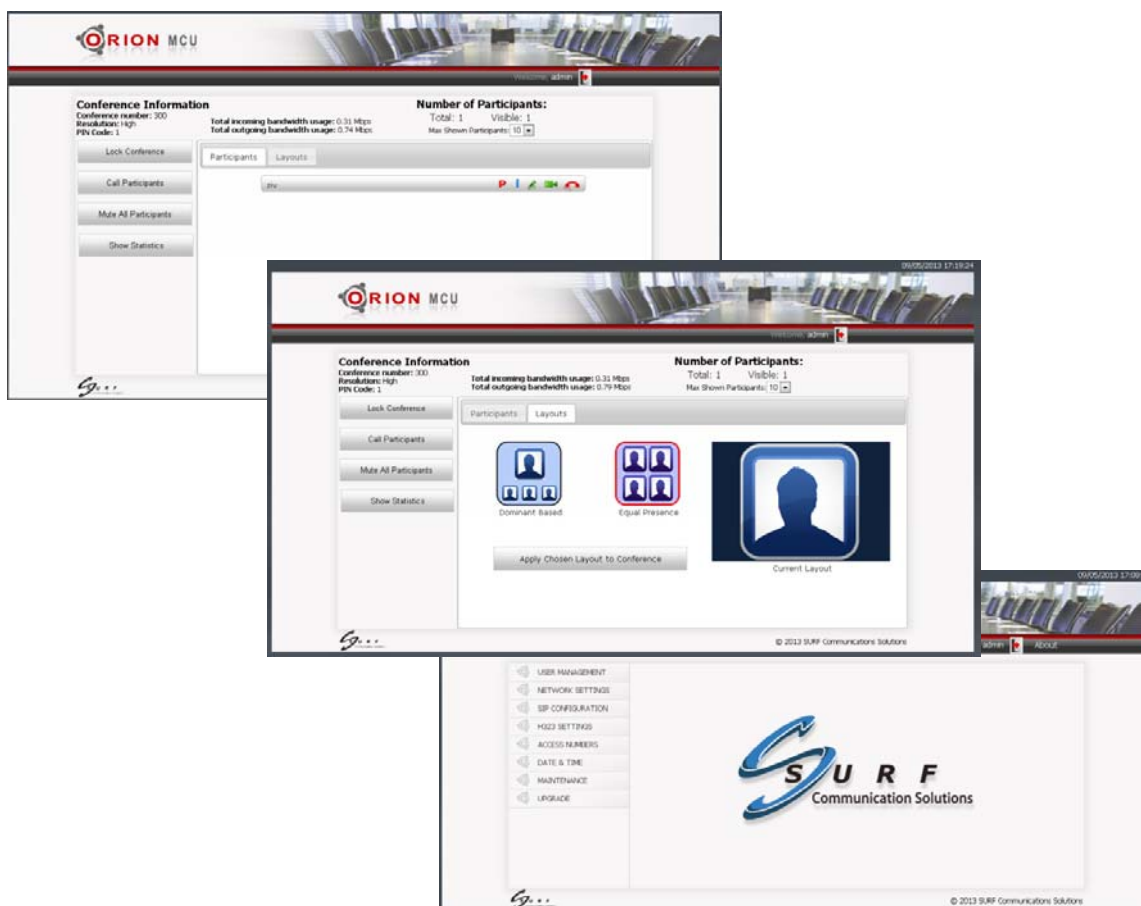 ORION MCU
Welcome, admin
Conference Information
Conference number: 300
Resolution: High
PIN Code: 1
Total incoming bandwidth usage: 0.31 Mbps
Total outgoing bandwidth usage: 0.74 Mbps
Number of Participants:
Total: 1 Visible: 1
Max Shown Participants: 10
Lock Conference
Call Participants
Mute All Participants
Show Statistics
Participants Layouts
ziv
P
09/05/2013 17:19:24
ORION MCU
Welcome, admin
Conference Information
Conference number: 300
Resolution: High
PIN Code: 1
Total incoming bandwidth usage: 0.31 Mbps
Total outgoing bandwidth usage: 0.79 Mbps
Number of Participants:
Total: 1 Visible: 1
Max Shown Participants: 10
Lock Conference
Call Participants
Mute All Participants
Show Statistics
Participants Layouts
Dominant Based
Equal Presence
Apply Chosen Layout to Conference
Current Layout
© 2013 SURF Communications Solutions
admin About
USER MANAGEMENT
NETWORK SETTINGS
SIP CONFIGURATION
H323 SETTINGS
ACCESS NUMBERS
DATE & TIME
MAINTENANCE
UPGRADE
SURF
Communication Solutions
© 2013 SURF Communications Solutions